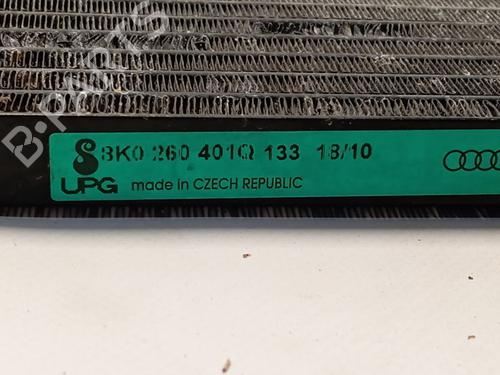 B-PARTS
8K0 260 401Q 133 18/10
UPG made in CZECH REPUBLIC